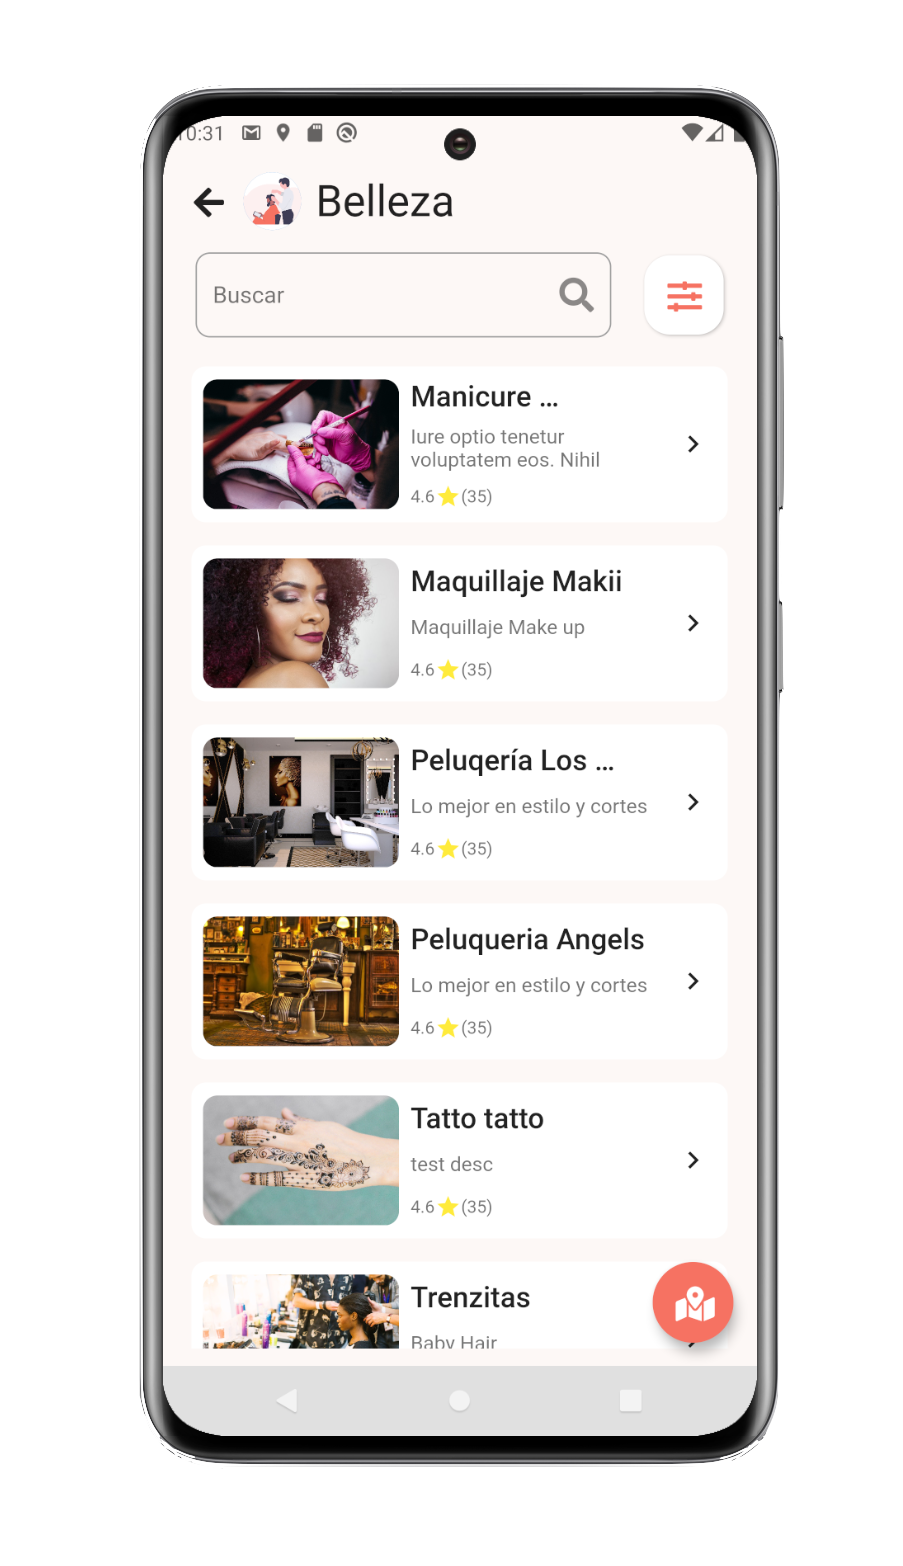 10:31
Belleza
Buscar
Manicure ...
Iure optio tenetur
voluptatem eos. Nihil
4.6 (35)
Maquillaje Makii
Maquillaje Make up
4.6 (35)
Peluqería Los ...
Lo mejor en estilo y cortes
4.6 (35)
Peluqueria Angels
Lo mejor en estilo y cortes
4.6 (35)
Tatto tatto
test desc
4.6 (35)
Trenzitas
Baby Hair